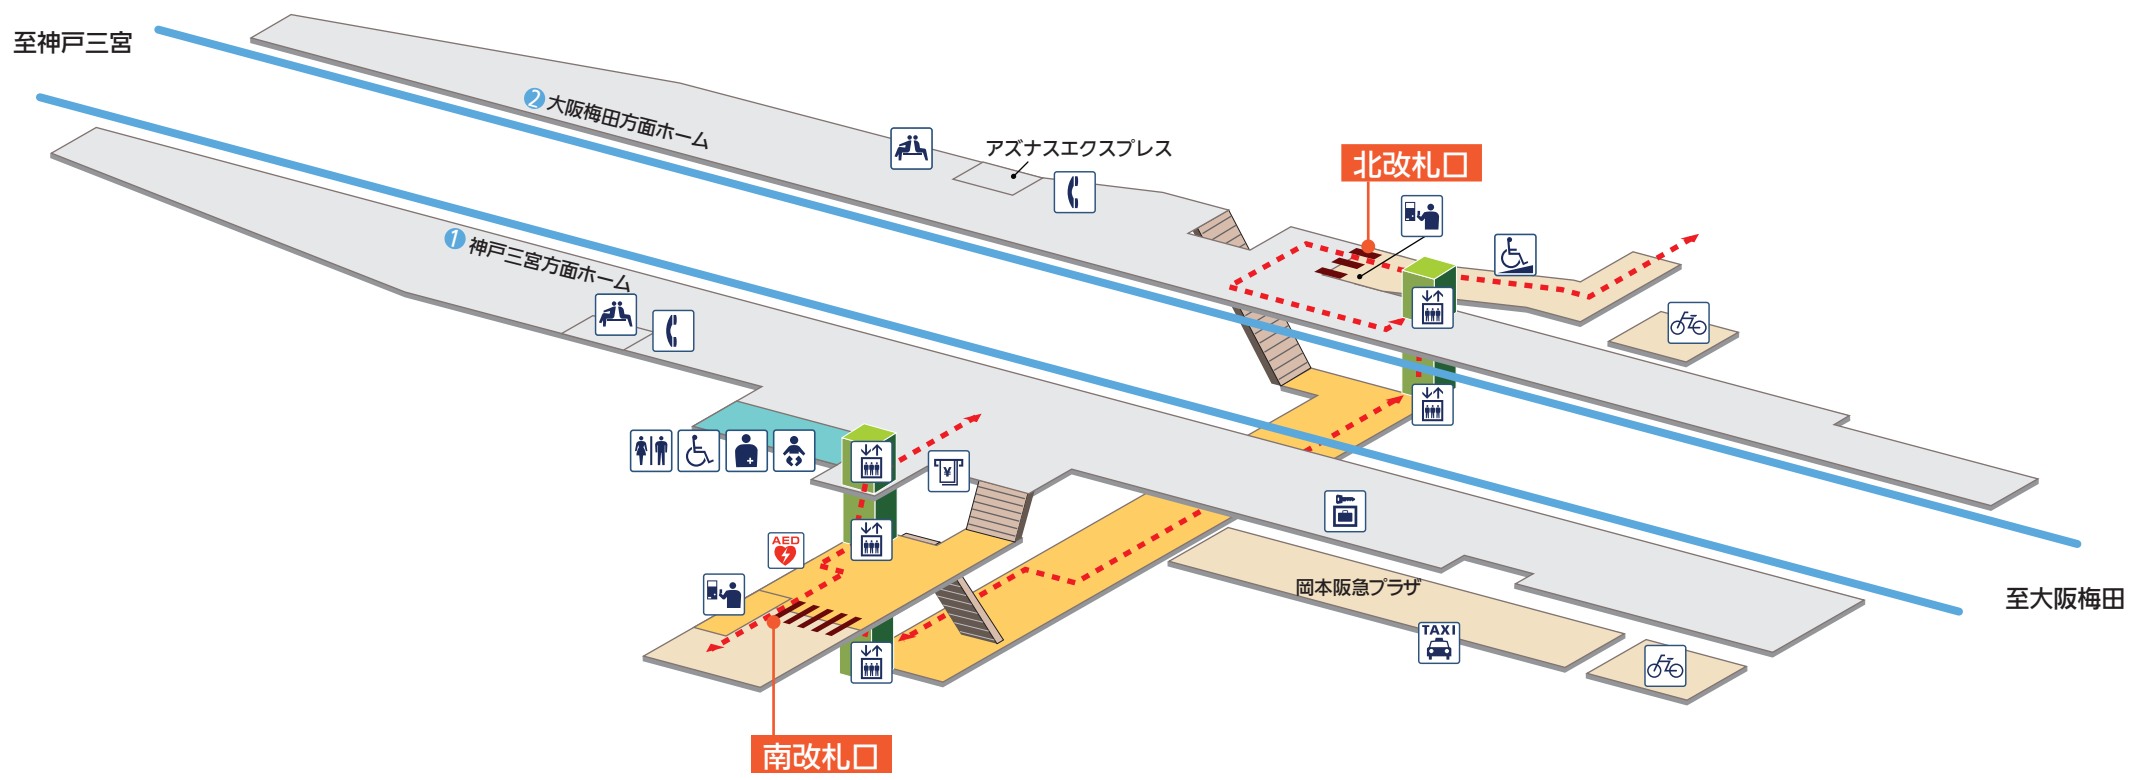 至神戸三宮
2 大阪梅田方面ホーム
アズナスエクスプレス
北改札口
1 神戸三宮方面ホーム
¥
AED
岡本阪急プラザ
TAXI
至大阪梅田
南改札口